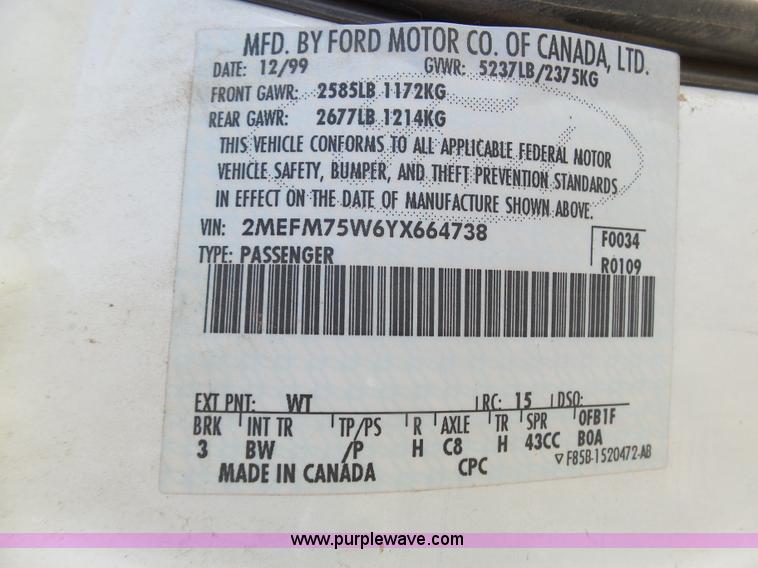 MFD. BY FORD MOTOR CO. OF CANADA, LTD.
DATE: 12/99 GVWR: 5237LB/2375KG
FRONT GAWR: 2585LB 1172KG
REAR GAWR: 2677LB 1214KG
THIS VEHICLE CONFORMS TO ALL APPLICABLE FEDERAL MOTOR
VEHICLE SAFETY, BUMPER, AND THEFT PREVENTION STANDARDS
IN EFFECT ON THE DATE OF MANUFACTURE SHOWN ABOVE.
VIN: 2MEFM75W6YX664738 F0034
TYPE: PASSENGER R0109
EXT PNT: WT RC: 15 DSO:
BRK INT TR TP/PS R AXLE TR SPR 0FB1F
3 BW /P H C8 H 43CC B0A
MADE IN CANADA CPC ▽F85B-1520472-AB
www.purplewave.com